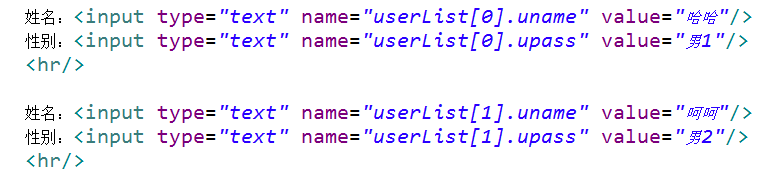 姓名：<input type="text" name="userList[0].uname" value="哈哈"/>
性别：<input type="text" name="userList[0].upass" value="男1"/>
<hr/>
姓名：<input type="text" name="userList[1].uname" value="呵呵"/>
性别：<input type="text" name="userList[1].upass" value="男2"/>
<hr/>